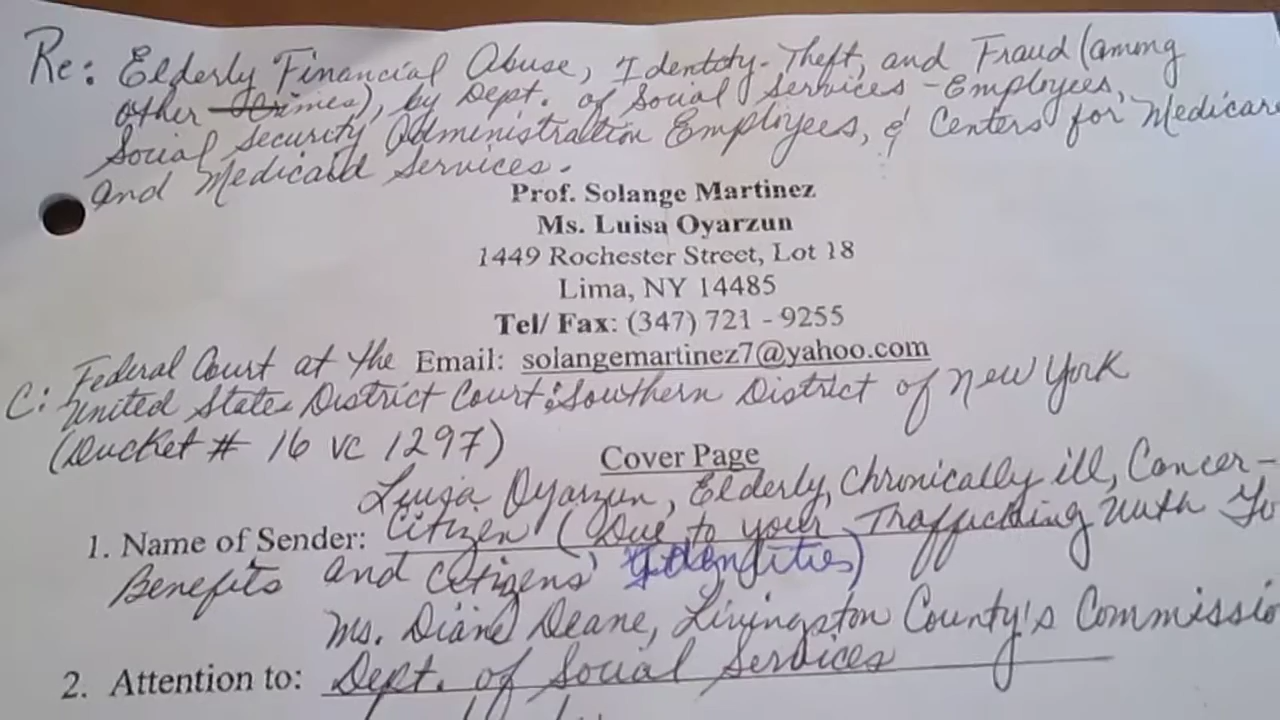 Re: Elderly Financial Abuse, Identity-Theft, and Fraud (among
other crimes), by Dept. of Social Services-Employees,
Social Security Administration Employees, & Centers for Medicar
and Medicaid Services.
Prof. Solange Martinez
Ms. Luisa Oyarzun
1449 Rochester Street, Lot 18
Lima, NY 14485
Tel/ Fax: (347) 721 - 9255
Email: solangemartinez7@yahoo.com
C: Federal Court at the
United States District Court: Southern District of New York
(Ducket # 16 vc 1297)
Cover Page
Luisa Oyarzun, Elderly, Chronically ill, Cancer-
1. Name of Sender: Citizen (Due to your Trafficking with
Benefits and Citizens' Identities)
Ms. Diane Deane, Livingston County's Commissio
2. Attention to: Dept. of Social Services